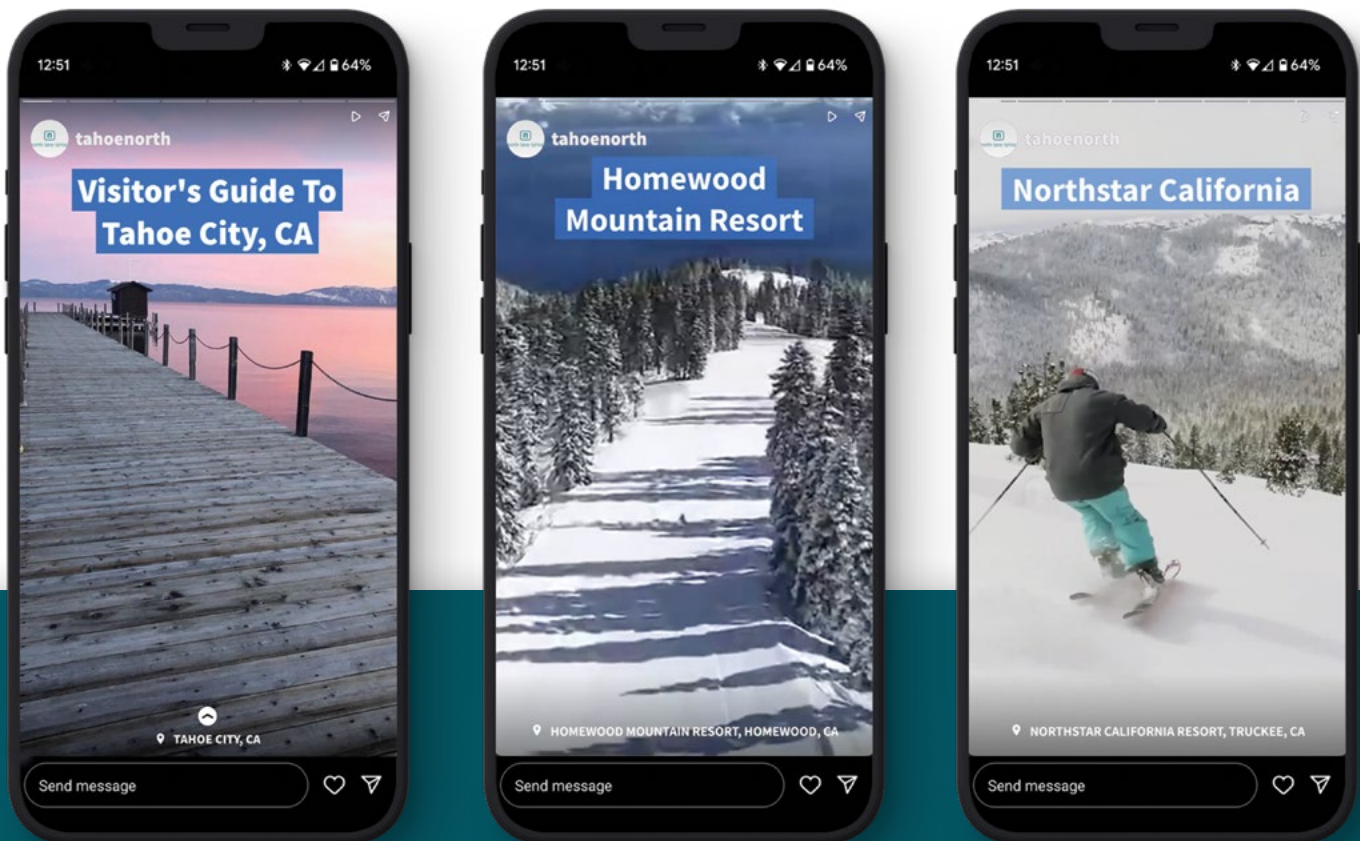 12:51
64%
tahoenorth
Visitor's Guide To
Tahoe City, CA
TAHOE CITY, CA
Send message
12:51
64%
tahoenorth
Homewood
Mountain Resort
HOMEWOOD MOUNTAIN RESORT, HOMEWOOD, CA
Send message
12:51
64%
tahoenorth
Northstar California
NORTHSTAR CALIFORNIA RESORT, TRUCKEE, CA
Send message